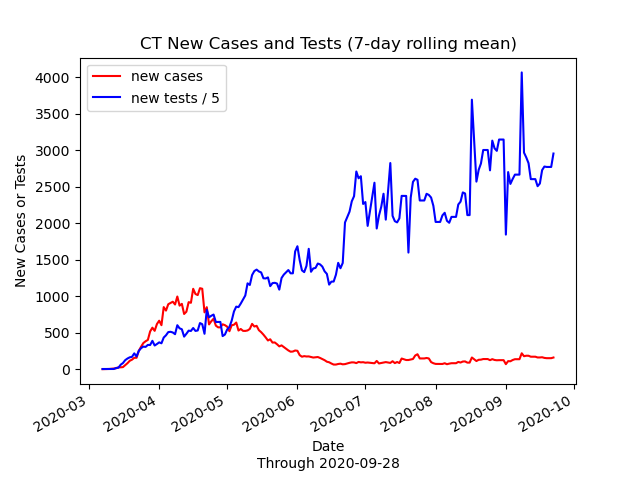 CT New Cases and Tests (7-day rolling mean)
new cases
new tests / 5
New Cases or Tests
4000
3500
3000
2500
2000
1500
1000
500
0
2020-03
2020-04
2020-05
2020-06
2020-07
2020-08
2020-09
2020-10
Date
Through 2020-09-28